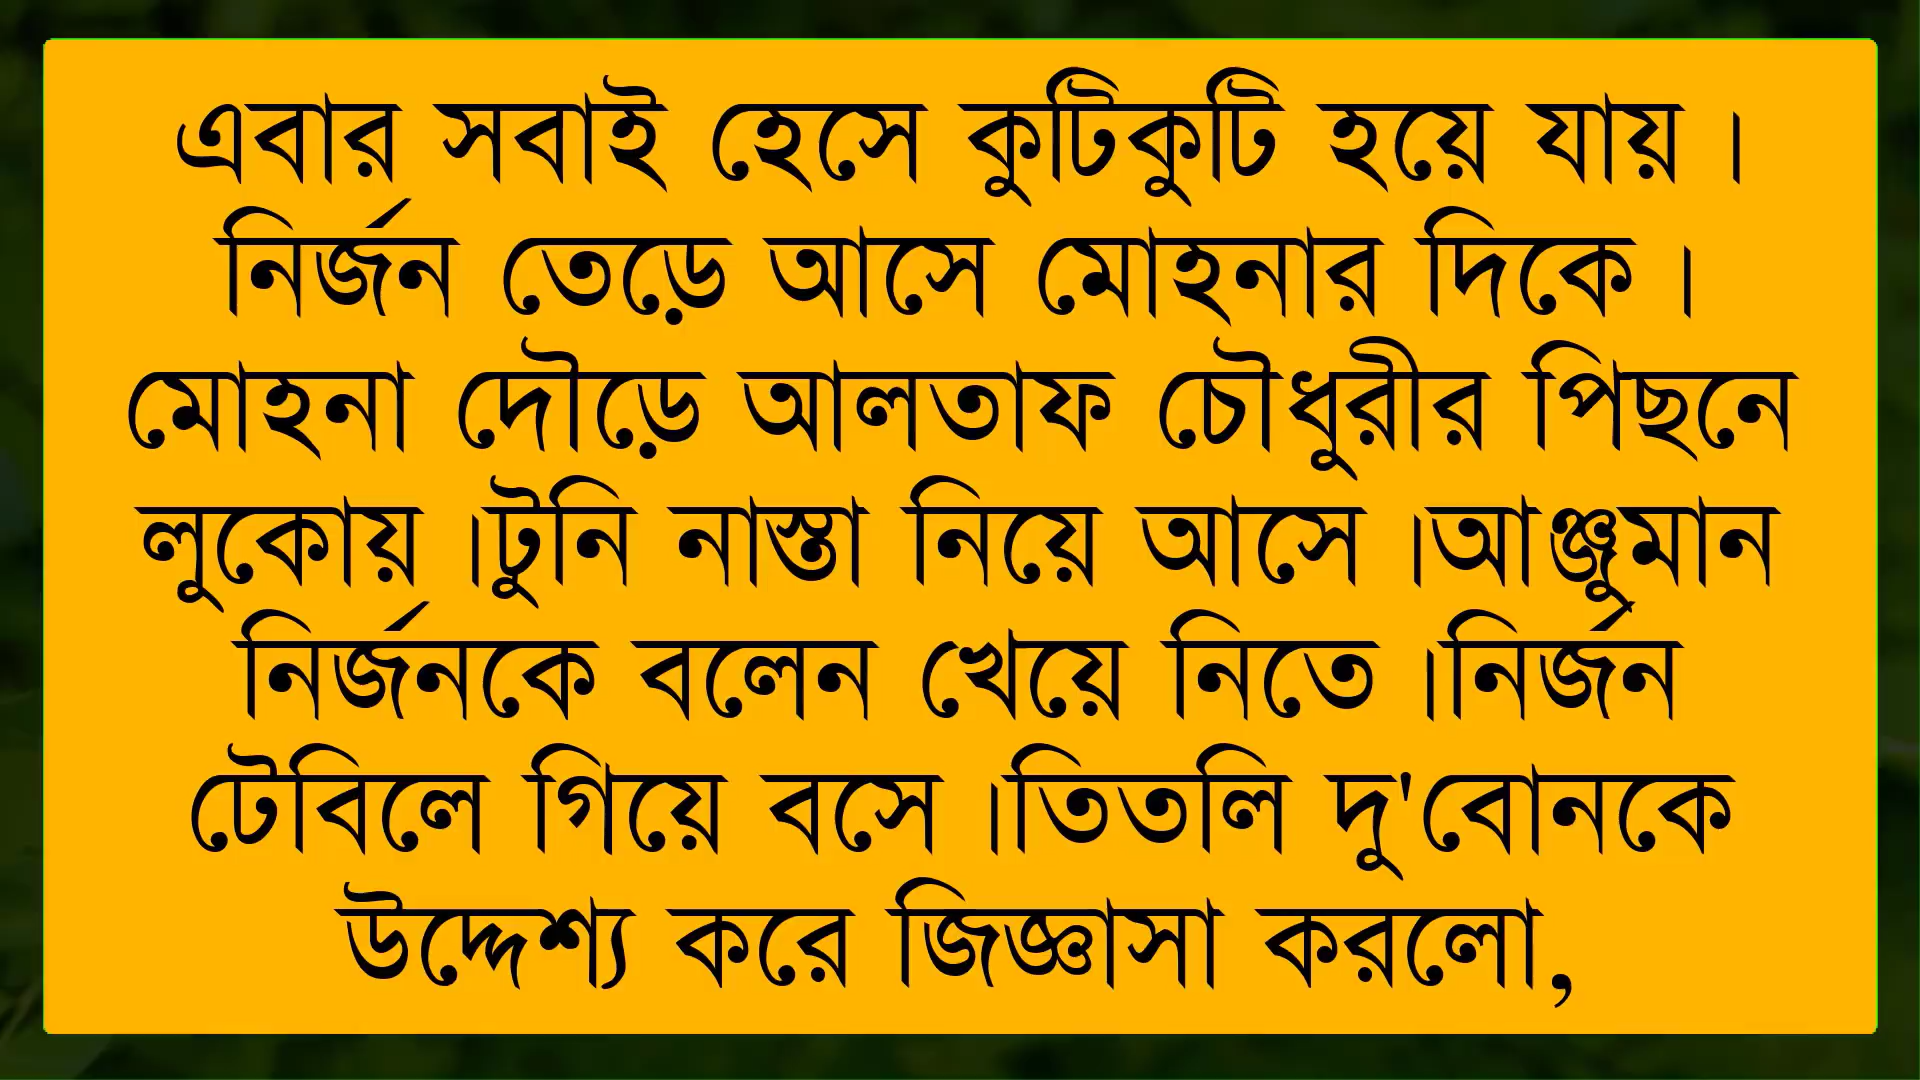 এবার সবাই হেসে কুটিকুটি হয়ে যায় ।
নির্জন তেড়ে আসে মোহনার দিকে ।
মোহনা দৌড়ে আলতাফ চৌধুরীর পিছনে
লুকোয় ।টুনি নাস্তা নিয়ে আসে ।আঞ্জুমান
নির্জনকে বলেন খেয়ে নিতে ।নির্জন
টেবিলে গিয়ে বসে ।তিতলি দু'বোনকে
উদ্দেশ্য করে জিজ্ঞাসা করলো,